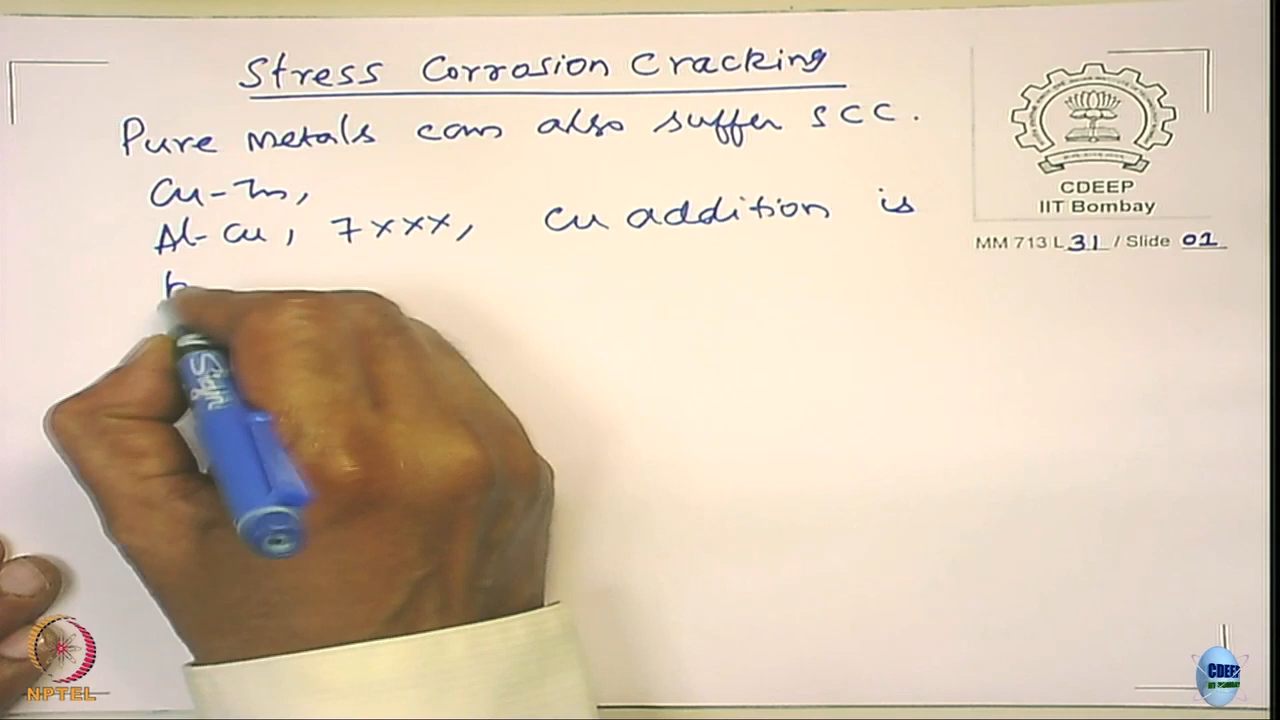 Stress Corrosion Cracking
Pure metals can also suffer SCC.
Cu-Zn,
Al-Cu, 7xxx, Cu addition is
b
CDEEP
IIT Bombay
MM 713 L 31 / Slide 01
Sign
NPTEL
CDEEP